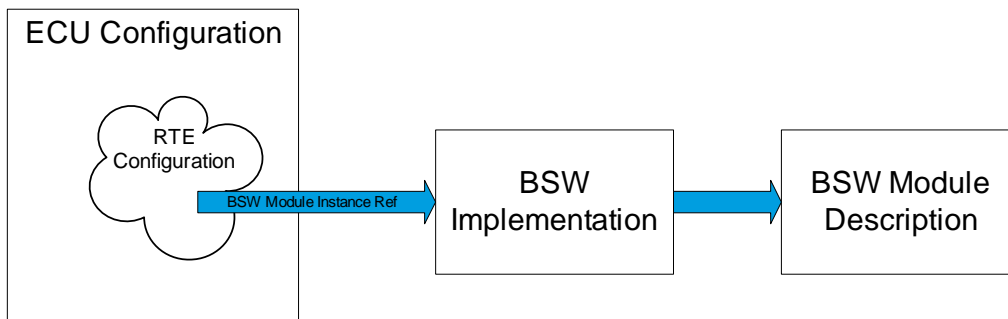 ECU Configuration
RTE
Configuration
BSW Module Instance Ref
BSW
Implementation
BSW Module
Description